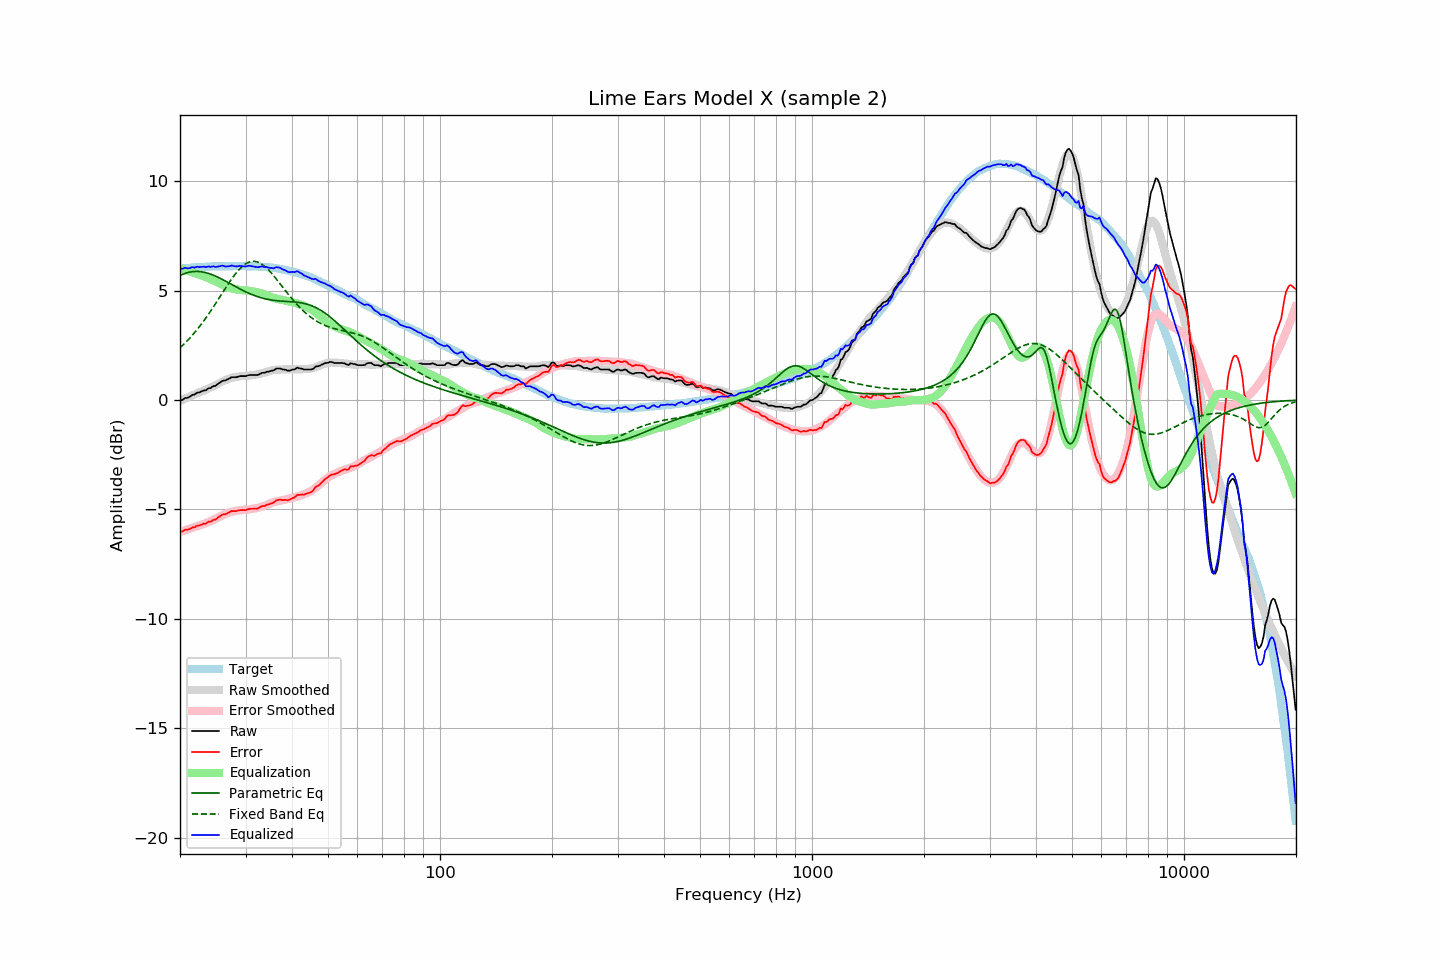 Lime Ears Model X (sample 2)
Amplitude (dBr)
10
5
0
−5
−10
−15
−20
Target
Raw Smoothed
Error Smoothed
Raw
Error
Equalization
Parametric Eq
Fixed Band Eq
Equalized
100
1000
10000
Frequency (Hz)